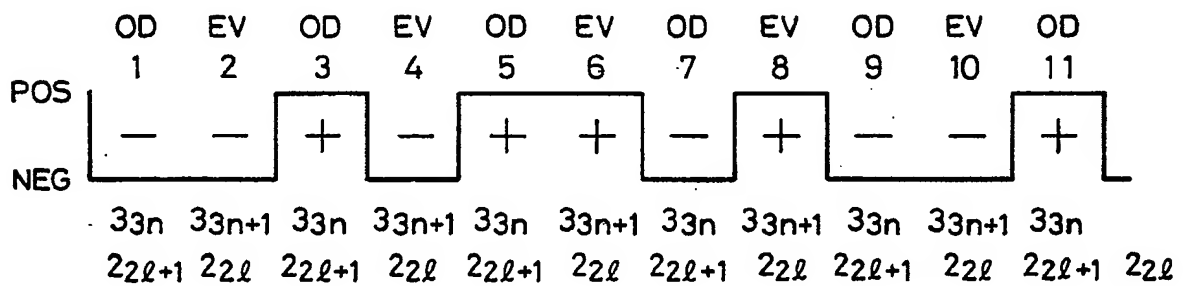 OD EV OD EV OD EV OD EV OD EV OD
1 2 3 4 5 6 7 8 9 10 11
POS
− − + − + + − + − − +
NEG
33n 33n+1 33n 33n+1 33n 33n+1 33n 33n+1 33n 33n+1 33n
22ℓ+1 22ℓ 22ℓ+1 22ℓ 22ℓ+1 22ℓ 22ℓ+1 22ℓ 22ℓ+1 22ℓ 22ℓ+1 22ℓ